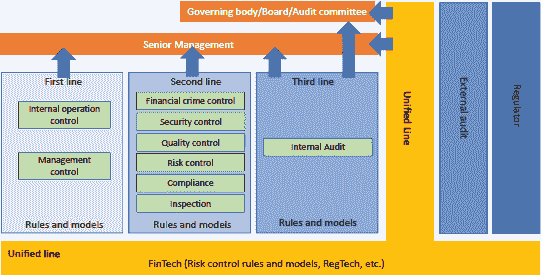 Governing body/Board/Audit committee
Senior Management
First line
Internal operation
control
Management
control
Rules and models
Second line
Financial crime control
Security control
Quality control
Risk control
Compliance
Inspection
Rules and models
Third line
Internal Audit
Rules and models
Unified Line
External audit
Regulator
Unified line
FinTech (Risk control rules and models, RegTech, etc.)